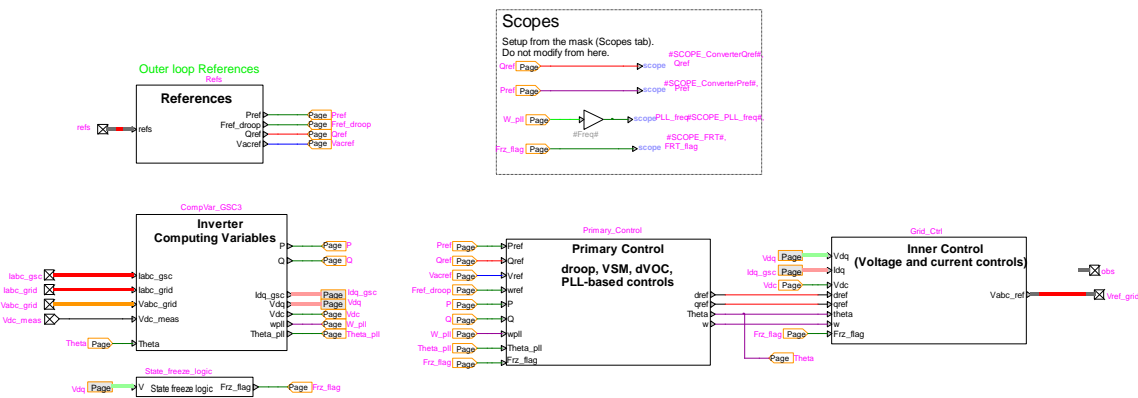 Scopes
Setup from the mask (Scopes tab).
Do not modify from here.
#SCOPE_ConverterQref#,
Qref Page scope Qref
#SCOPE_ConverterPref#,
Pref Page scope Pref
W_pll Page #Freq# scope PLL_freq#SCOPE_PLL_freq#,
#SCOPE_FRT#,
Frz_flag Page scope FRT_flag
Outer loop References
Refs
References
refs refs
Pref Page Pref
Fref_droop Page Fref_droop
Qref Page Qref
Vacref Page Vacref
CompVar_GSC3
Inverter
Computing Variables
P Page P
Q Page Q
Iabc_gsc Iabc_gsc
Iabc_grid Iabc_grid
Vabc_grid Vabc_grid
Vdc_meas Vdc_meas
Theta Page Theta
Idq_gsc Page Idq_gsc
Vdq Page Vdq
Vdc Page Vdc
wpll Page W_pll
Theta_pll Page Theta_pll
State_freeze_logic
Vdq Page V State freeze logic Frz_flag Page Frz_flag
Primary_Control
Primary Control
droop, VSM, dVOC,
PLL-based controls
Pref Page Pref
Qref Page Qref
Vacref Page Vref
Fref_droop Page wref
P Page P
Q Page Q
W_pll Page wpll
Theta_pll Page Theta_pll
Frz_flag Page Frz_flag
dref
qref
Theta
w
Page Theta
Grid_Ctrl
Inner Control
(Voltage and current controls)
Vdq Page Vdq
Idq_gsc Page Idq
Vdc Page Vdc
dref
qref
theta
w
Frz_flag Page Frz_flag
Vabc_ref
obs
Vref_grid